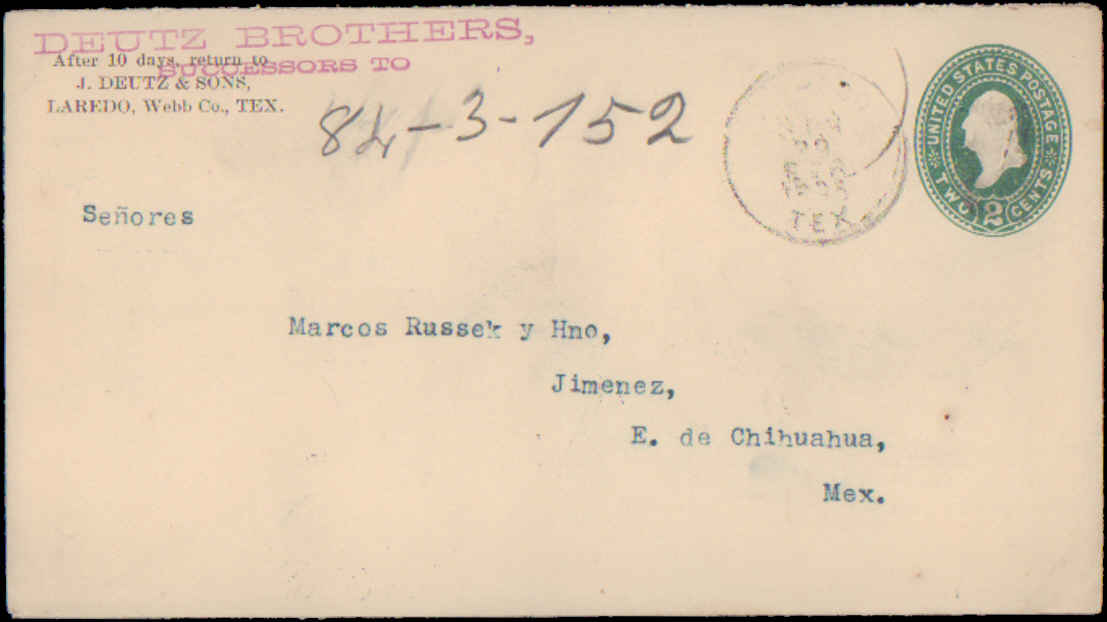 DEUTZ BROTHERS,
After 10 days, return to
SUCCESSORS TO
J. DEUTZ & SONS,
LAREDO, Webb Co., TEX.
84-3-152
TEX
UNITED STATES POSTAGE
TWO 2 CENTS
Señores
Marcos Russek y Hno,
Jimenez,
E. de Chihuahua,
Mex.